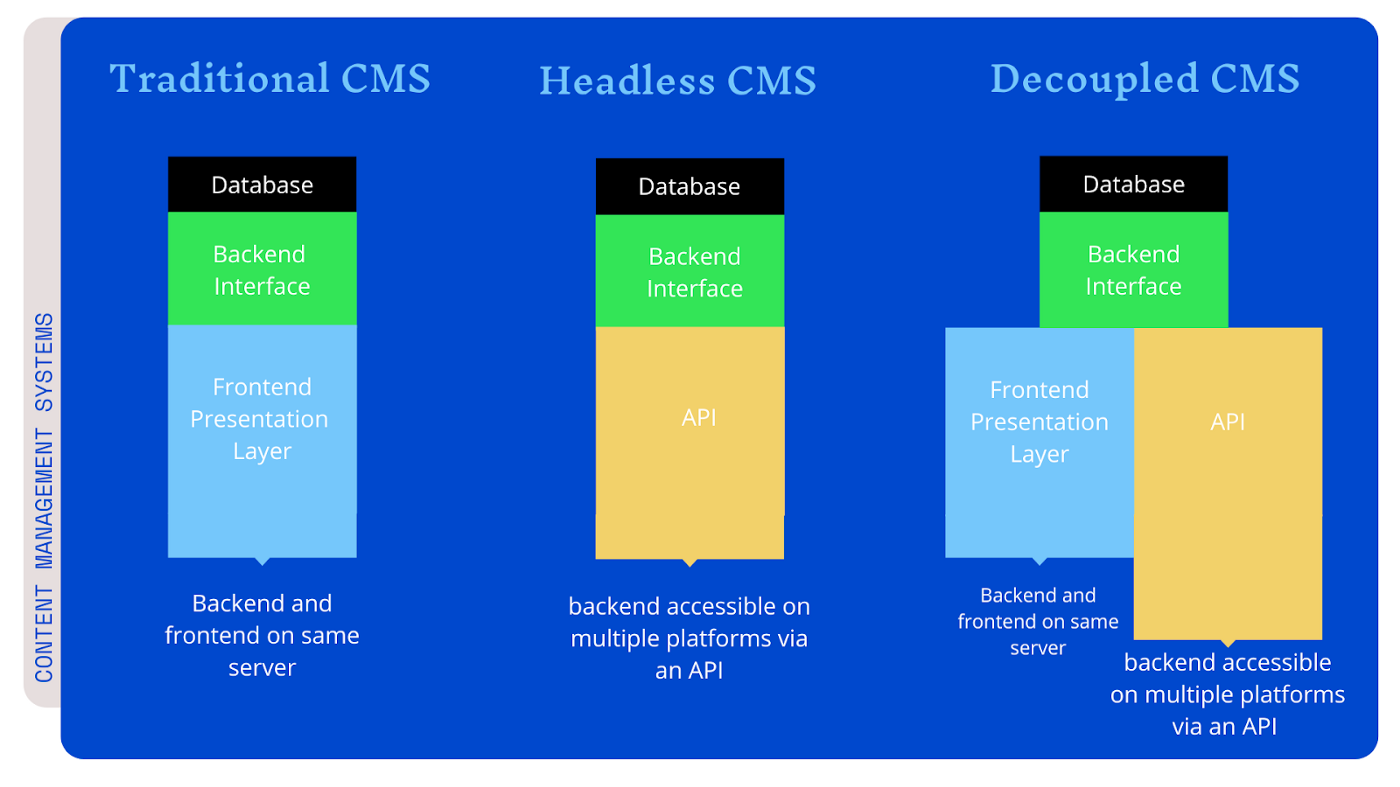 CONTENT MANAGEMENT SYSTEMS
Traditional CMS
Database
Backend
Interface
Frontend
Presentation
Layer
Backend and
frontend on same
server
Headless CMS
Database
Backend
Interface
API
backend accessible on
multiple platforms via
an API
Decoupled CMS
Database
Backend
Interface
Frontend
Presentation
Layer
API
Backend and
frontend on same
server
backend accessible
on multiple platforms
via an API